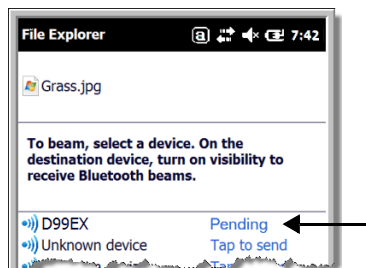 File Explorer a 7:42
Grass.jpg
To beam, select a device. On the
destination device, turn on visibility to
receive Bluetooth beams.
D99EX Pending
Unknown device Tap to send